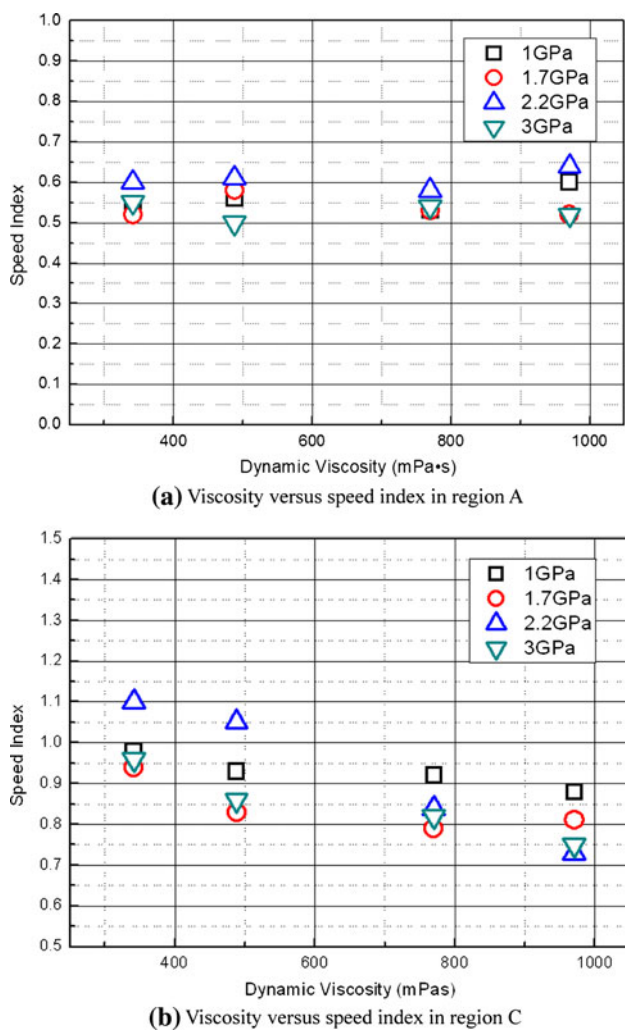 1.0
0.9
0.8
0.7
0.6
0.5
0.4
0.3
0.2
0.1
0.0
Speed Index
1GPa
1.7GPa
2.2GPa
3GPa
400 600 800 1000
Dynamic Viscosity (mPa•s)
(a) Viscosity versus speed index in region A
1.5
1.4
1.3
1.2
1.1
1.0
0.9
0.8
0.7
0.6
0.5
Speed Index
1GPa
1.7GPa
2.2GPa
3GPa
400 600 800 1000
Dynamic Viscosity (mPas)
(b) Viscosity versus speed index in region C